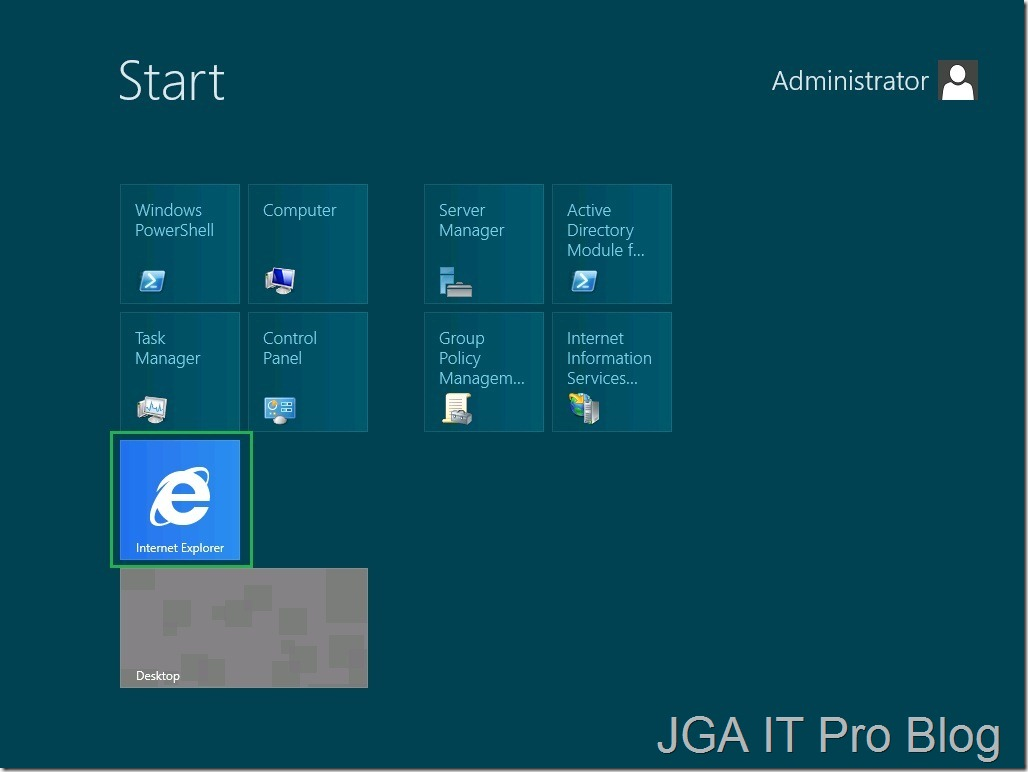 Start
Administrator
Windows
PowerShell
Computer
Server
Manager
Active
Directory
Module f...
Task
Manager
Control
Panel
Group
Policy
Managem...
Internet
Information
Services...
Internet Explorer
Desktop
JGA IT Pro Blog